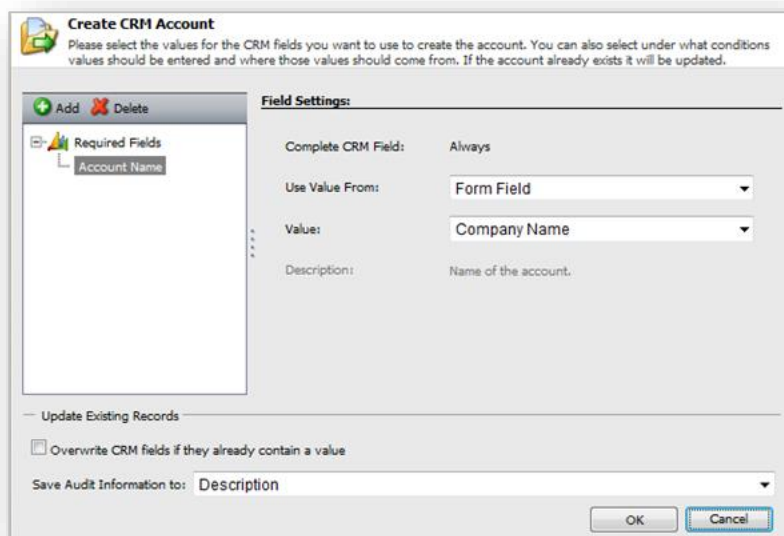 Create CRM Account
Please select the values for the CRM fields you want to use to create the account. You can also select under what conditions
values should be entered and where those values should come from. If the account already exists it will be updated.
Add Delete
Required Fields
Account Name
Field Settings:
Complete CRM Field: Always
Use Value From: Form Field
Value: Company Name
Description: Name of the account.
Update Existing Records
Overwrite CRM fields if they already contain a value
Save Audit Information to: Description
OK Cancel